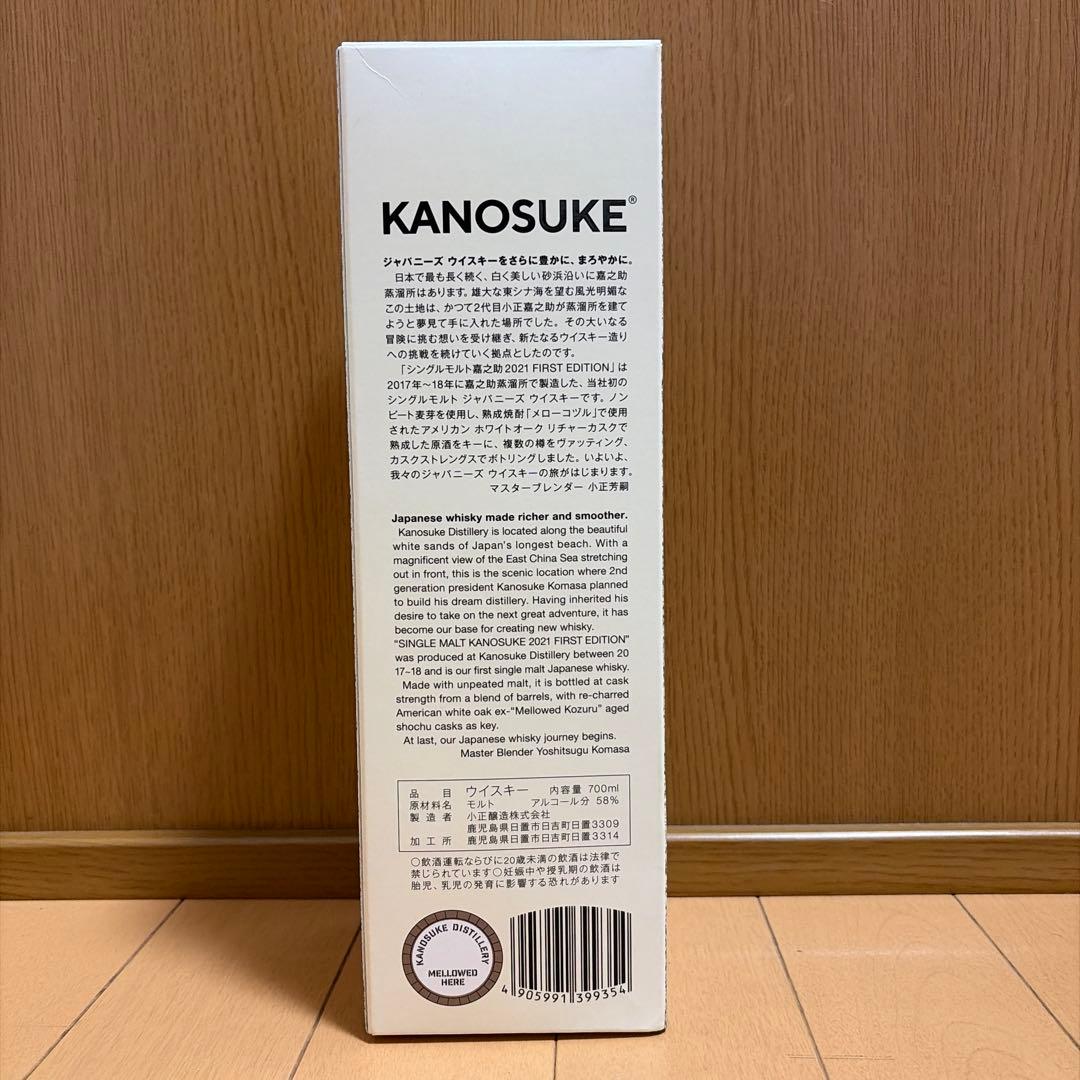 KANOSUKE®
ジャパニーズ ウイスキーをさらに豊かに、まろやかに。
日本で最も長く続く、白く美しい砂浜沿いに嘉之助
蒸溜所はあります。雄大な東シナ海を望む風光明媚な
この土地は、かつて2代目小正嘉之助が蒸溜所を建て
ようと夢見て手に入れた場所でした。その大いなる
冒険に挑む想いを受け継ぎ、新たなるウイスキー造り
への挑戦を続けていく拠点としたのです。
「シングルモルト嘉之助 2021 FIRST EDITION」は
2017年〜18年に嘉之助蒸溜所で製造した、当社初の
シングルモルト ジャパニーズ ウイスキーです。ノン
ピート麦芽を使用し、熟成焼酎「メローコヅル」で使用
されたアメリカン ホワイトオーク リチャーカスクで
熟成した原酒をキーに、複数の樽をヴァッティング、
カスクストレングスでボトリングしました。いよいよ、
我々のジャパニーズ ウイスキーの旅がはじまります。
マスターブレンダー 小正芳嗣
Japanese whisky made richer and smoother.
Kanosuke Distillery is located along the beautiful
white sands of Japan's longest beach. With a
magnificent view of the East China Sea stretching
out in front, this is the scenic location where 2nd
generation president Kanosuke Komasa planned
to build his dream distillery. Having inherited his
desire to take on the next great adventure, it has
become our base for creating new whisky.
"SINGLE MALT KANOSUKE 2021 FIRST EDITION"
was produced at Kanosuke Distillery between 20
17~18 and is our first single malt Japanese whisky.
Made with unpeated malt, it is bottled at cask
strength from a blend of barrels, with re-charred
American white oak ex-"Mellowed Kozuru" aged
shochu casks as key.
At last, our Japanese whisky journey begins.
Master Blender Yoshitsugu Komasa
品目 ウイスキー 内容量 700ml
原材料名 モルト アルコール分 58%
製造者 小正醸造株式会社
鹿児島県日置市日吉町日置3309
加工所 鹿児島県日置市日吉町日置3314
○飲酒運転ならびに20歳未満の飲酒は法律で
禁じられています○妊娠中や授乳期の飲酒は
胎児、乳児の発育に影響する恐れがあります
KANOSUKE DISTILLERY
MELLOWED
HERE
4 905991 399354